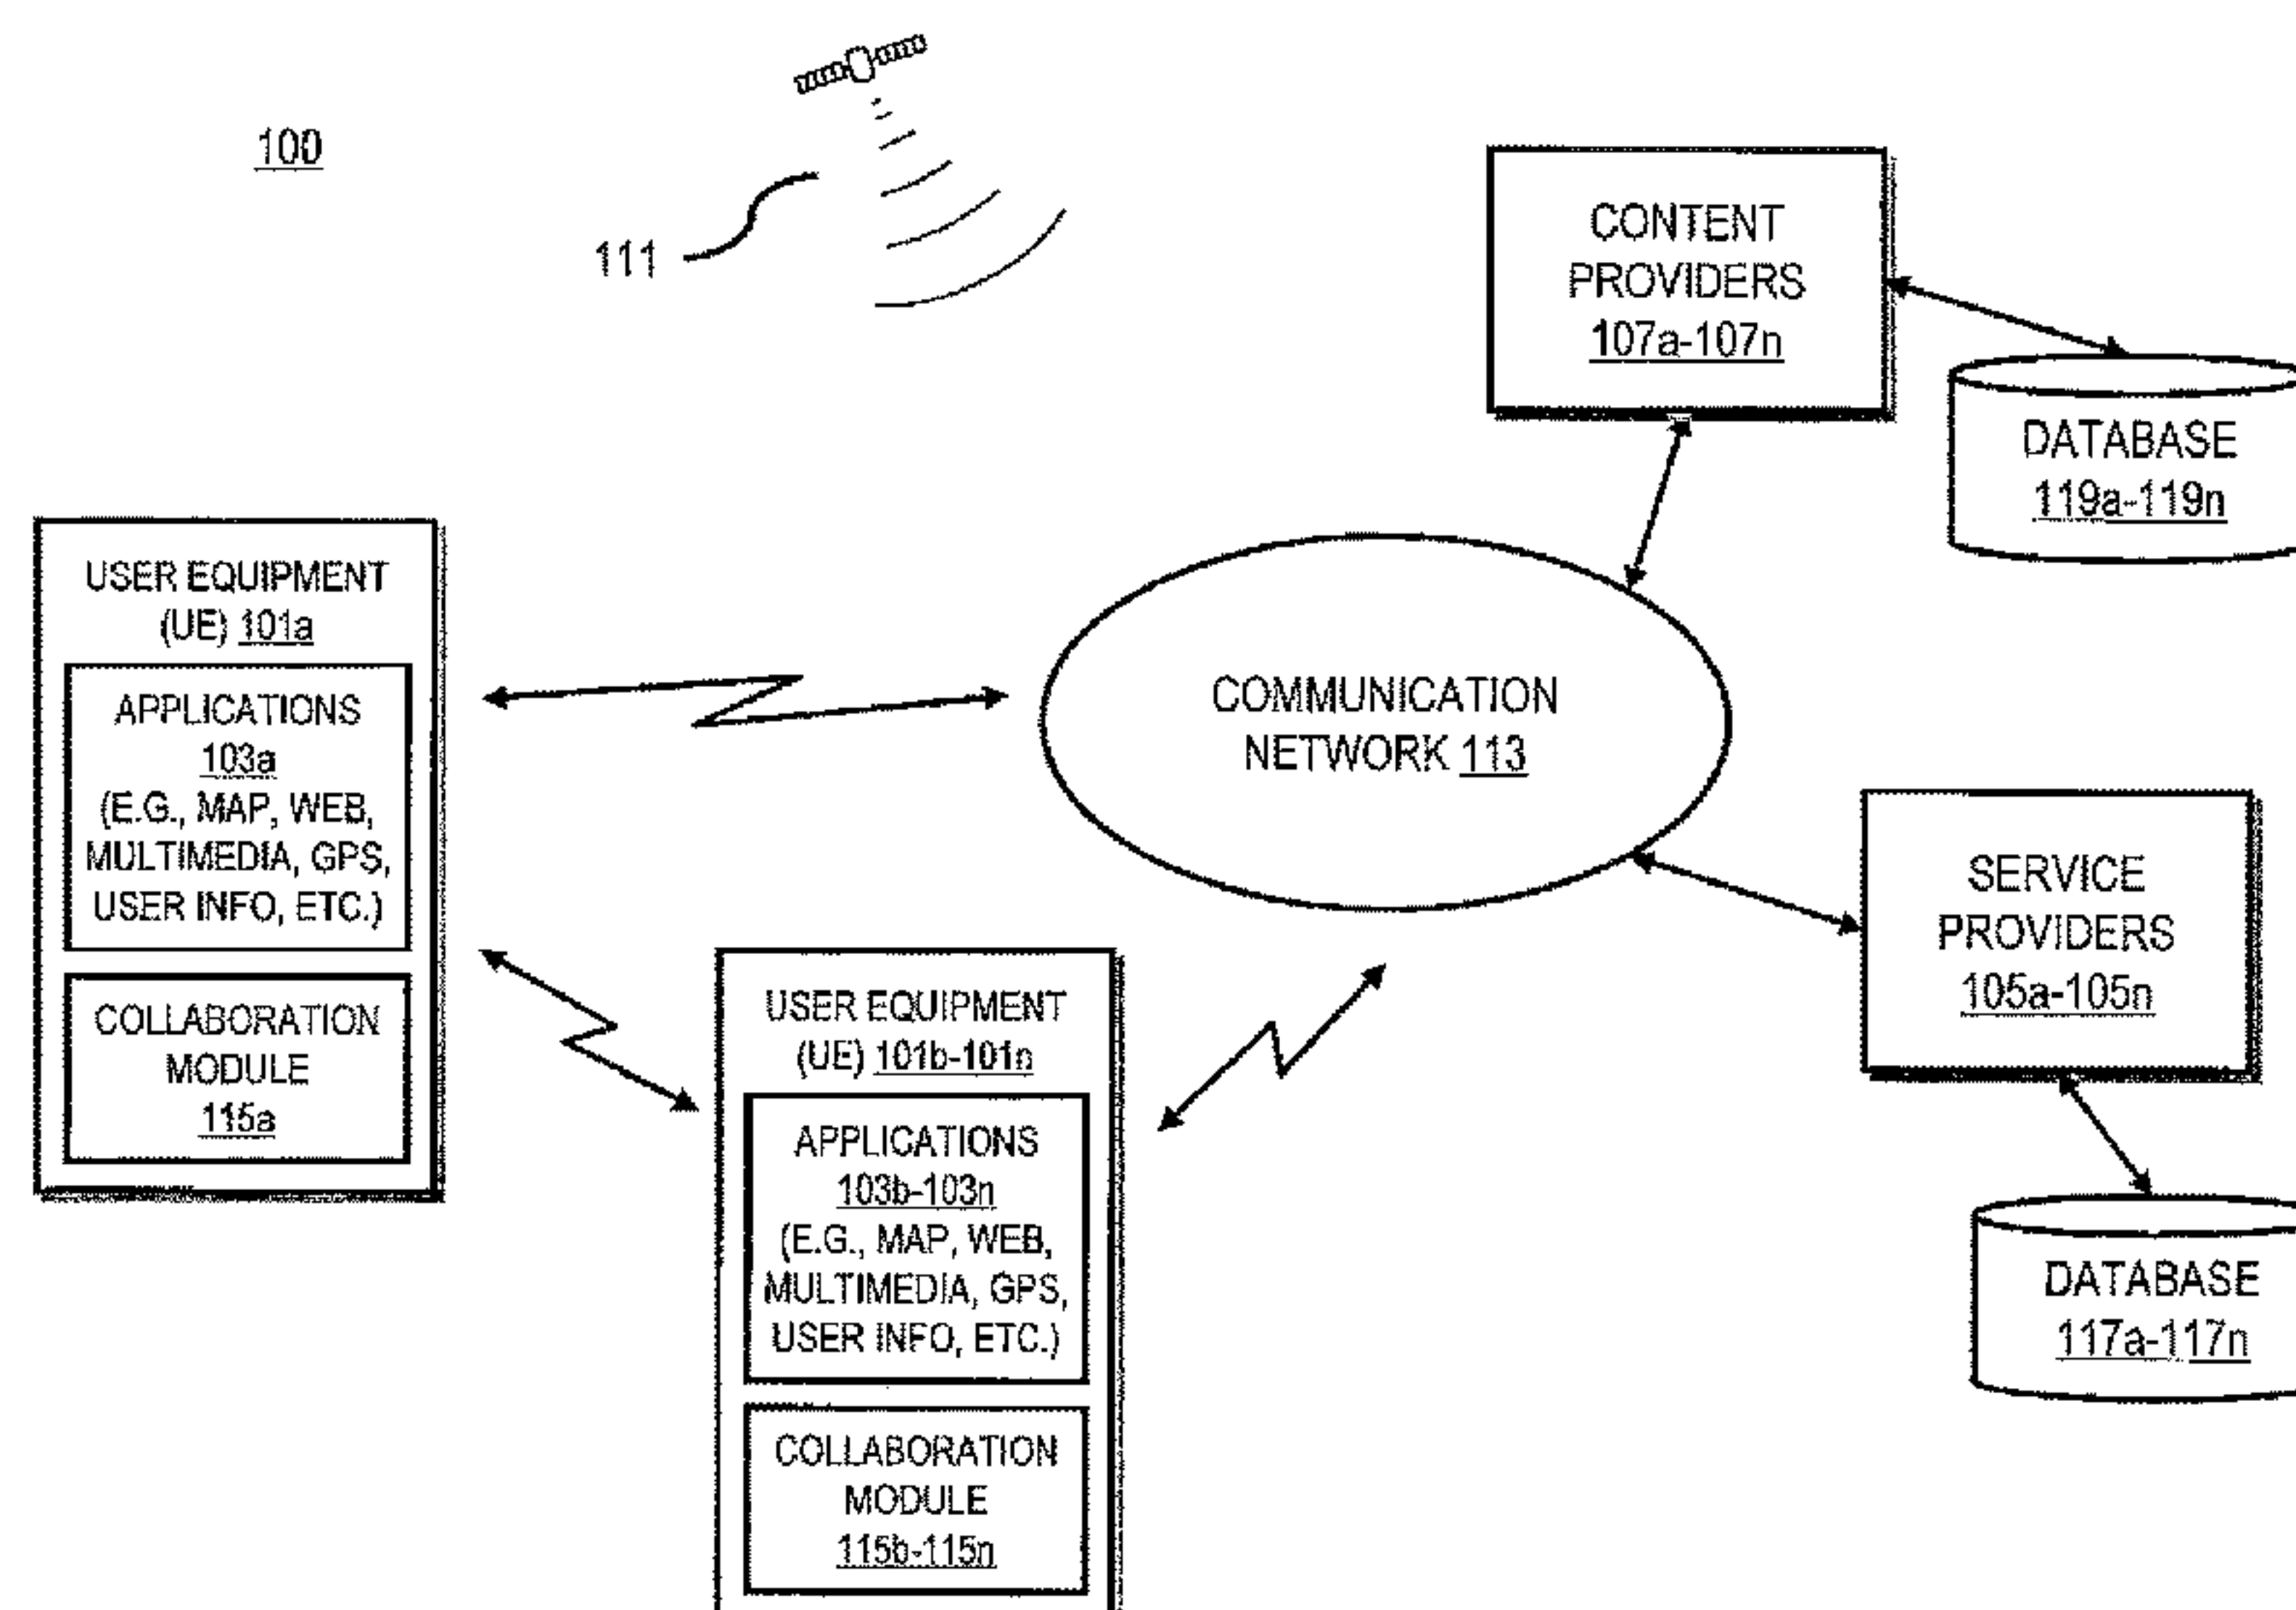 100
111
CONTENT
PROVIDERS
107a-107n
DATABASE
119a-119n
USER EQUIPMENT
(UE) 101a
APPLICATIONS
103a
(E.G., MAP, WEB,
MULTIMEDIA, GPS,
USER INFO, ETC.)
COLLABORATION
MODULE
115a
COMMUNICATION
NETWORK 113
SERVICE
PROVIDERS
105a-105n
DATABASE
117a-117n
USER EQUIPMENT
(UE) 101b-101n
APPLICATIONS
103b-103n
(E.G., MAP, WEB,
MULTIMEDIA, GPS,
USER INFO, ETC.)
COLLABORATION
MODULE
115b-115n